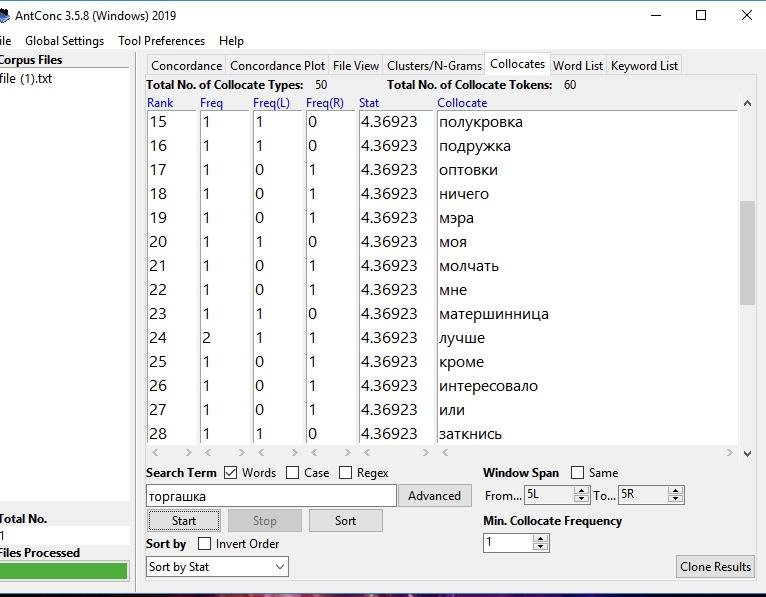 AntConc 3.5.8 (Windows) 2019
ile Global Settings Tool Preferences Help
Corpus Files
file (1).txt
Concordance Concordance Plot File View Clusters/N-Grams Collocates Word List Keyword List
Total No. of Collocate Types: 50 Total No. of Collocate Tokens: 60
Rank Freq Freq(L) Freq(R) Stat Collocate
15 1 1 0 4.36923 полукровка
16 1 1 0 4.36923 подружка
17 1 0 1 4.36923 оптовки
18 1 0 1 4.36923 ничего
19 1 0 1 4.36923 мэра
20 1 1 0 4.36923 моя
21 1 0 1 4.36923 молчать
22 1 0 1 4.36923 мне
23 1 1 0 4.36923 матершинница
24 2 1 1 4.36923 лучше
25 1 0 1 4.36923 кроме
26 1 0 1 4.36923 интересовало
27 1 0 1 4.36923 или
28 1 1 0 4.36923 заткнись
Search Term Words Case Regex Window Span Same
торгашка Advanced From... 5L To... 5R
Start Stop Sort Min. Collocate Frequency
Sort by Invert Order 1
Sort by Stat Clone Results
Total No.
1
Files Processed